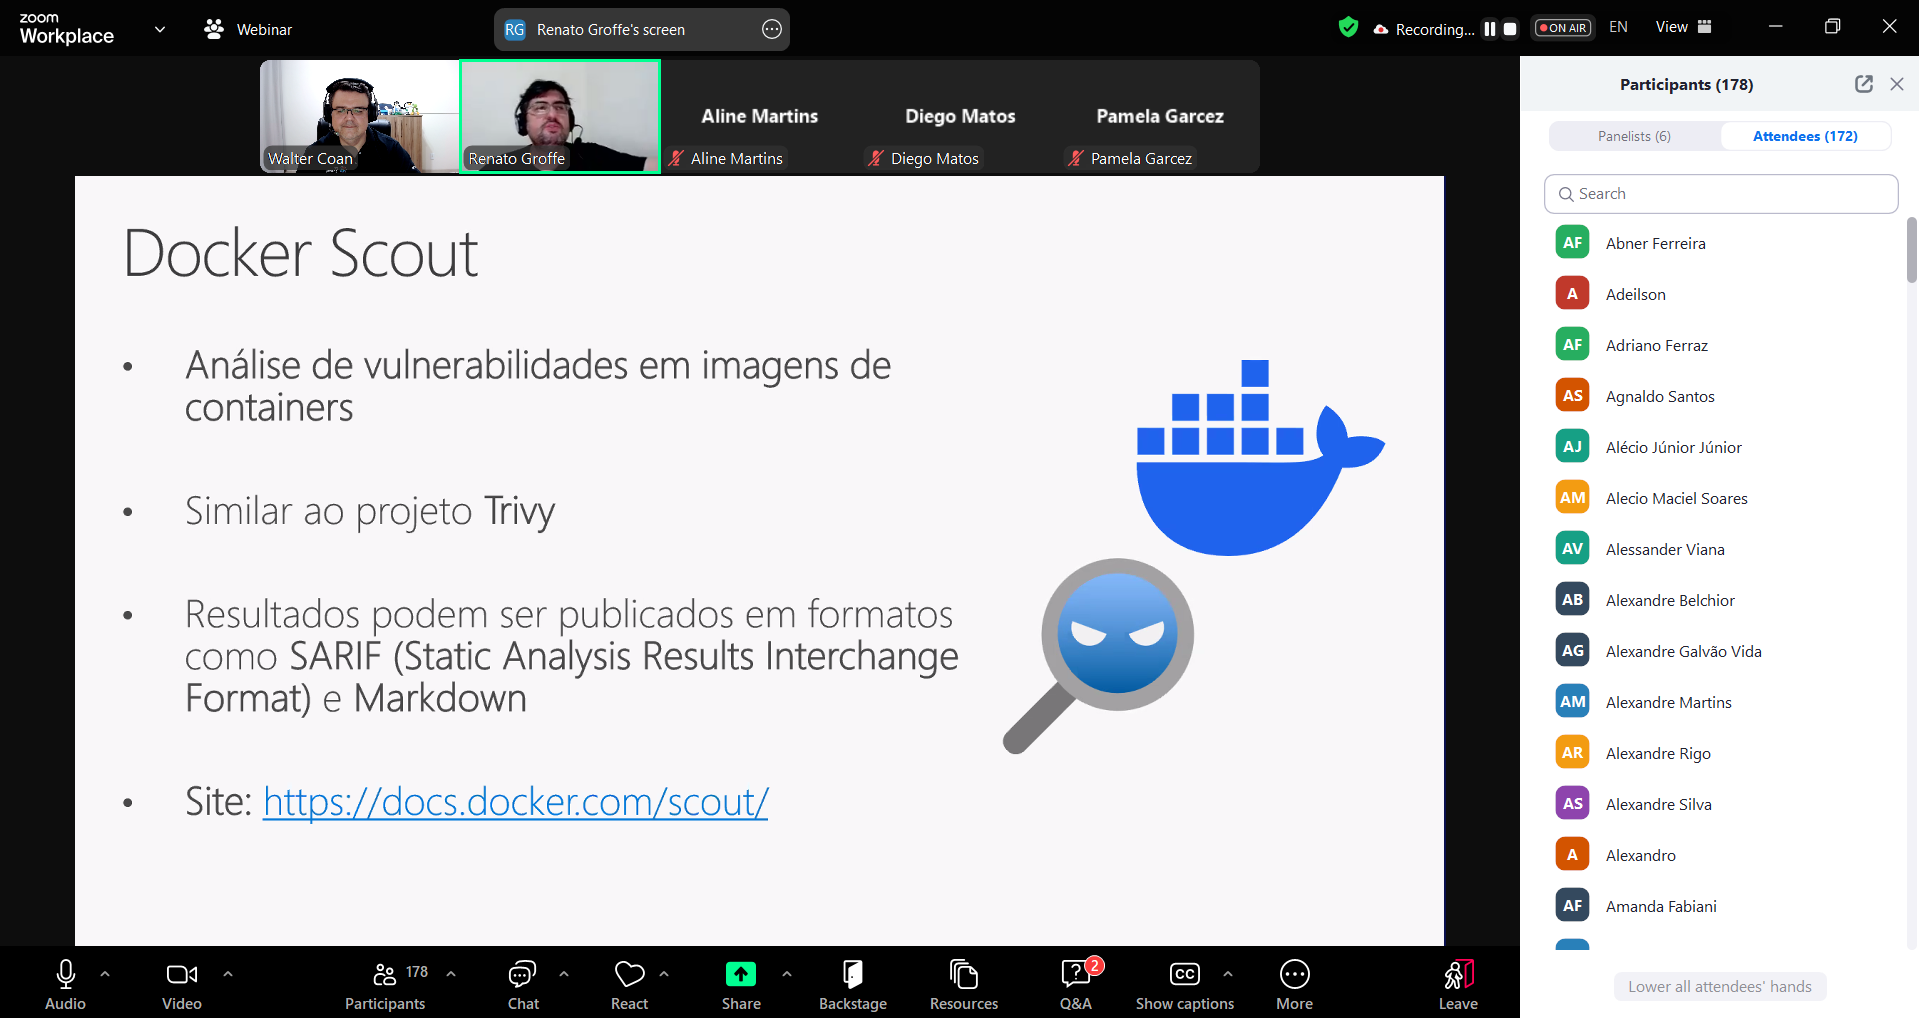 zoom
Workplace
Webinar
RG Renato Groffe's screen
Recording...
ON AIR
EN
View
Walter Coan
Renato Groffe
Aline Martins
Aline Martins
Diego Matos
Diego Matos
Pamela Garcez
Pamela Garcez
Docker Scout
• Análise de vulnerabilidades em imagens de
containers
• Similar ao projeto Trivy
• Resultados podem ser publicados em formatos
como SARIF (Static Analysis Results Interchange
Format) e Markdown
• Site: https://docs.docker.com/scout/
Participants (178)
Panelists (6)
Attendees (172)
Search
AF Abner Ferreira
A Adeilson
AF Adriano Ferraz
AS Agnaldo Santos
AJ Alécio Júnior Júnior
AM Alecio Maciel Soares
AV Alessander Viana
AB Alexandre Belchior
AG Alexandre Galvão Vida
AM Alexandre Martins
AR Alexandre Rigo
AS Alexandre Silva
A Alexandro
AF Amanda Fabiani
Lower all attendees' hands
Audio
Video
178
Participants
Chat
React
Share
Backstage
Resources
2
Q&A
CC
Show captions
More
Leave